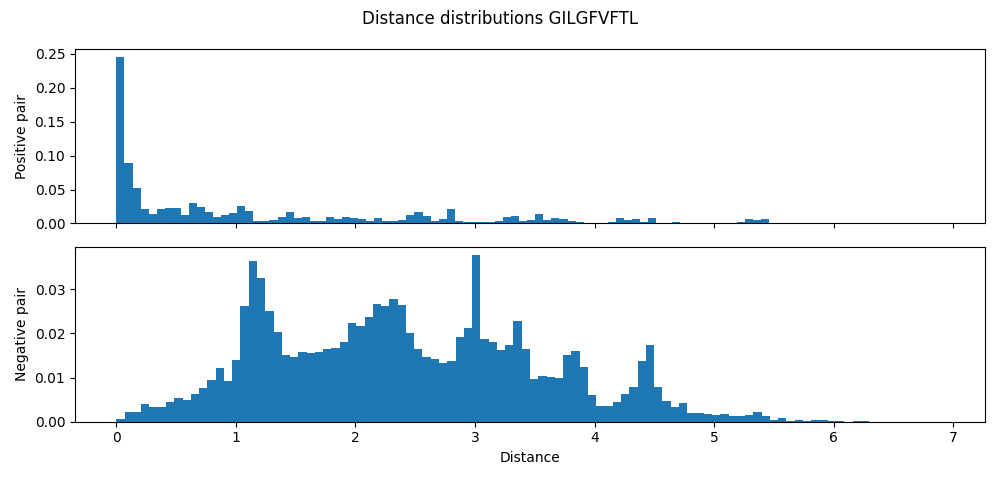 Distance distributions GILGFVFTL
Positive pair
0.25
0.20
0.15
0.10
0.05
0.00
Negative pair
0.03
0.02
0.01
0.00
0 1 2 3 4 5 6 7
Distance